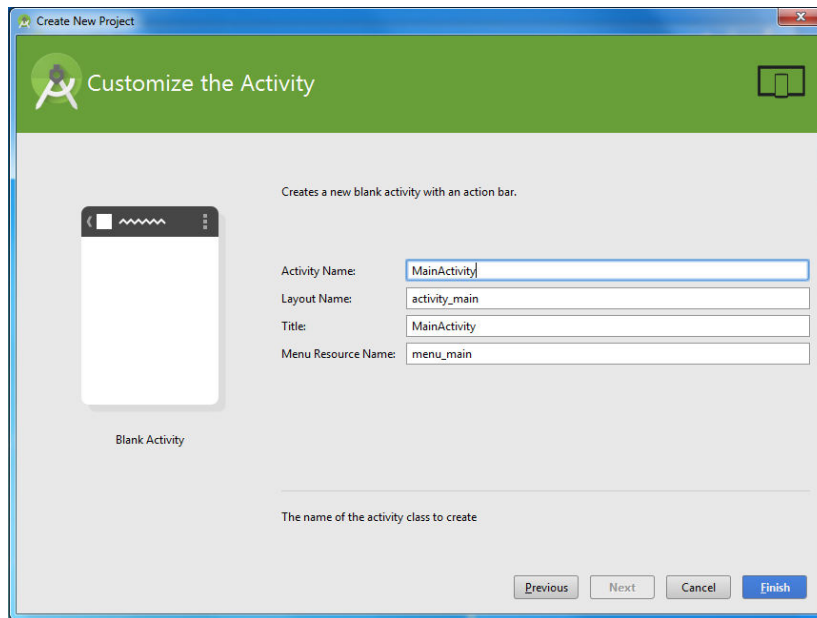 Create New Project
Customize the Activity
Creates a new blank activity with an action bar.
Activity Name: MainActivity
Layout Name: activity_main
Title: MainActivity
Menu Resource Name: menu_main
Blank Activity
The name of the activity class to create
Previous Next Cancel Finish